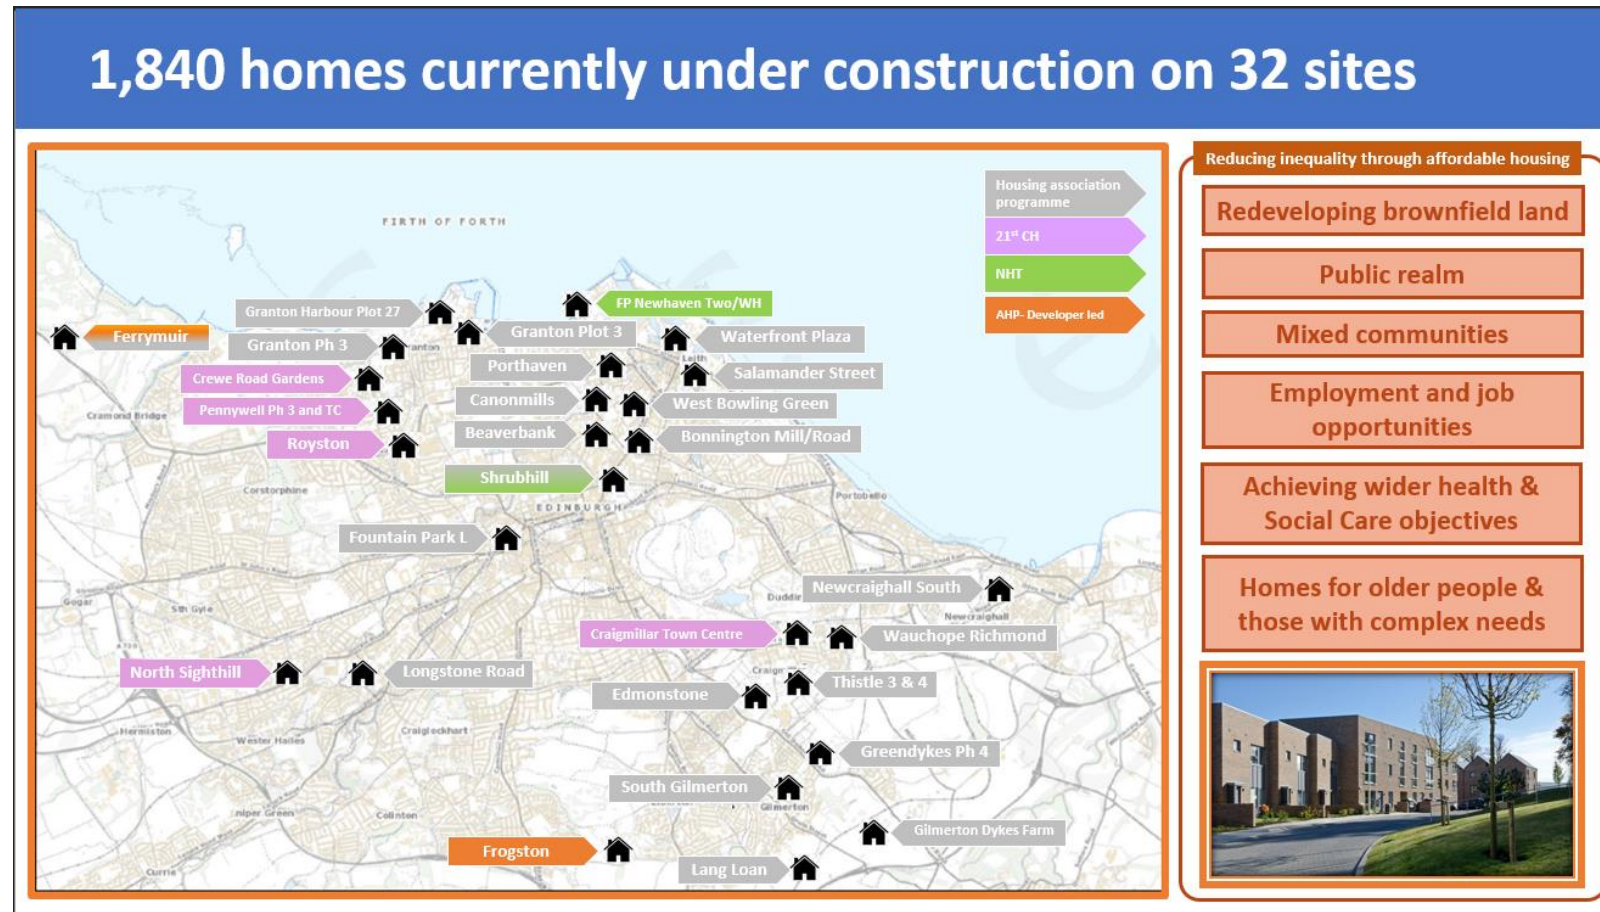 1,840 homes currently under construction on 32 sites
FIRTH OF FORTH
Housing association
programme
21st CH
NHT
AHP- Developer led
Granton Harbour Plot 27
FP Newhaven Two/WH
Ferrymuir
Granton Ph 3
Granton Plot 3
Waterfront Plaza
Leith
Porthaven
Crewe Road Gardens
Salamander Street
Canonmills
West Bowling Green
Pennywell Ph 3 and TC
Cramond Bridge
Beaverbank
Bonnington Mill/Road
Royston
Shrubhill
Corstorphine
Portobello
EDINBURGH
Fountain Park L
Newcraighall South
Gogar
Sth Gyle
Newcraighall
Craigmillar Town Centre
Wauchope Richmond
North Sighthill
Longstone Road
Thistle 3 & 4
Edmonstone
Hermiston
Wester Hailes
Craiglockhart
Greendykes Ph 4
South Gilmerton
Gilmerton
Colinton
Gilmerton Dykes Farm
Frogston
Lang Loan
Currie
Reducing inequality through affordable housing
Redeveloping brownfield land
Public realm
Mixed communities
Employment and job
opportunities
Achieving wider health &
Social Care objectives
Homes for older people &
those with complex needs